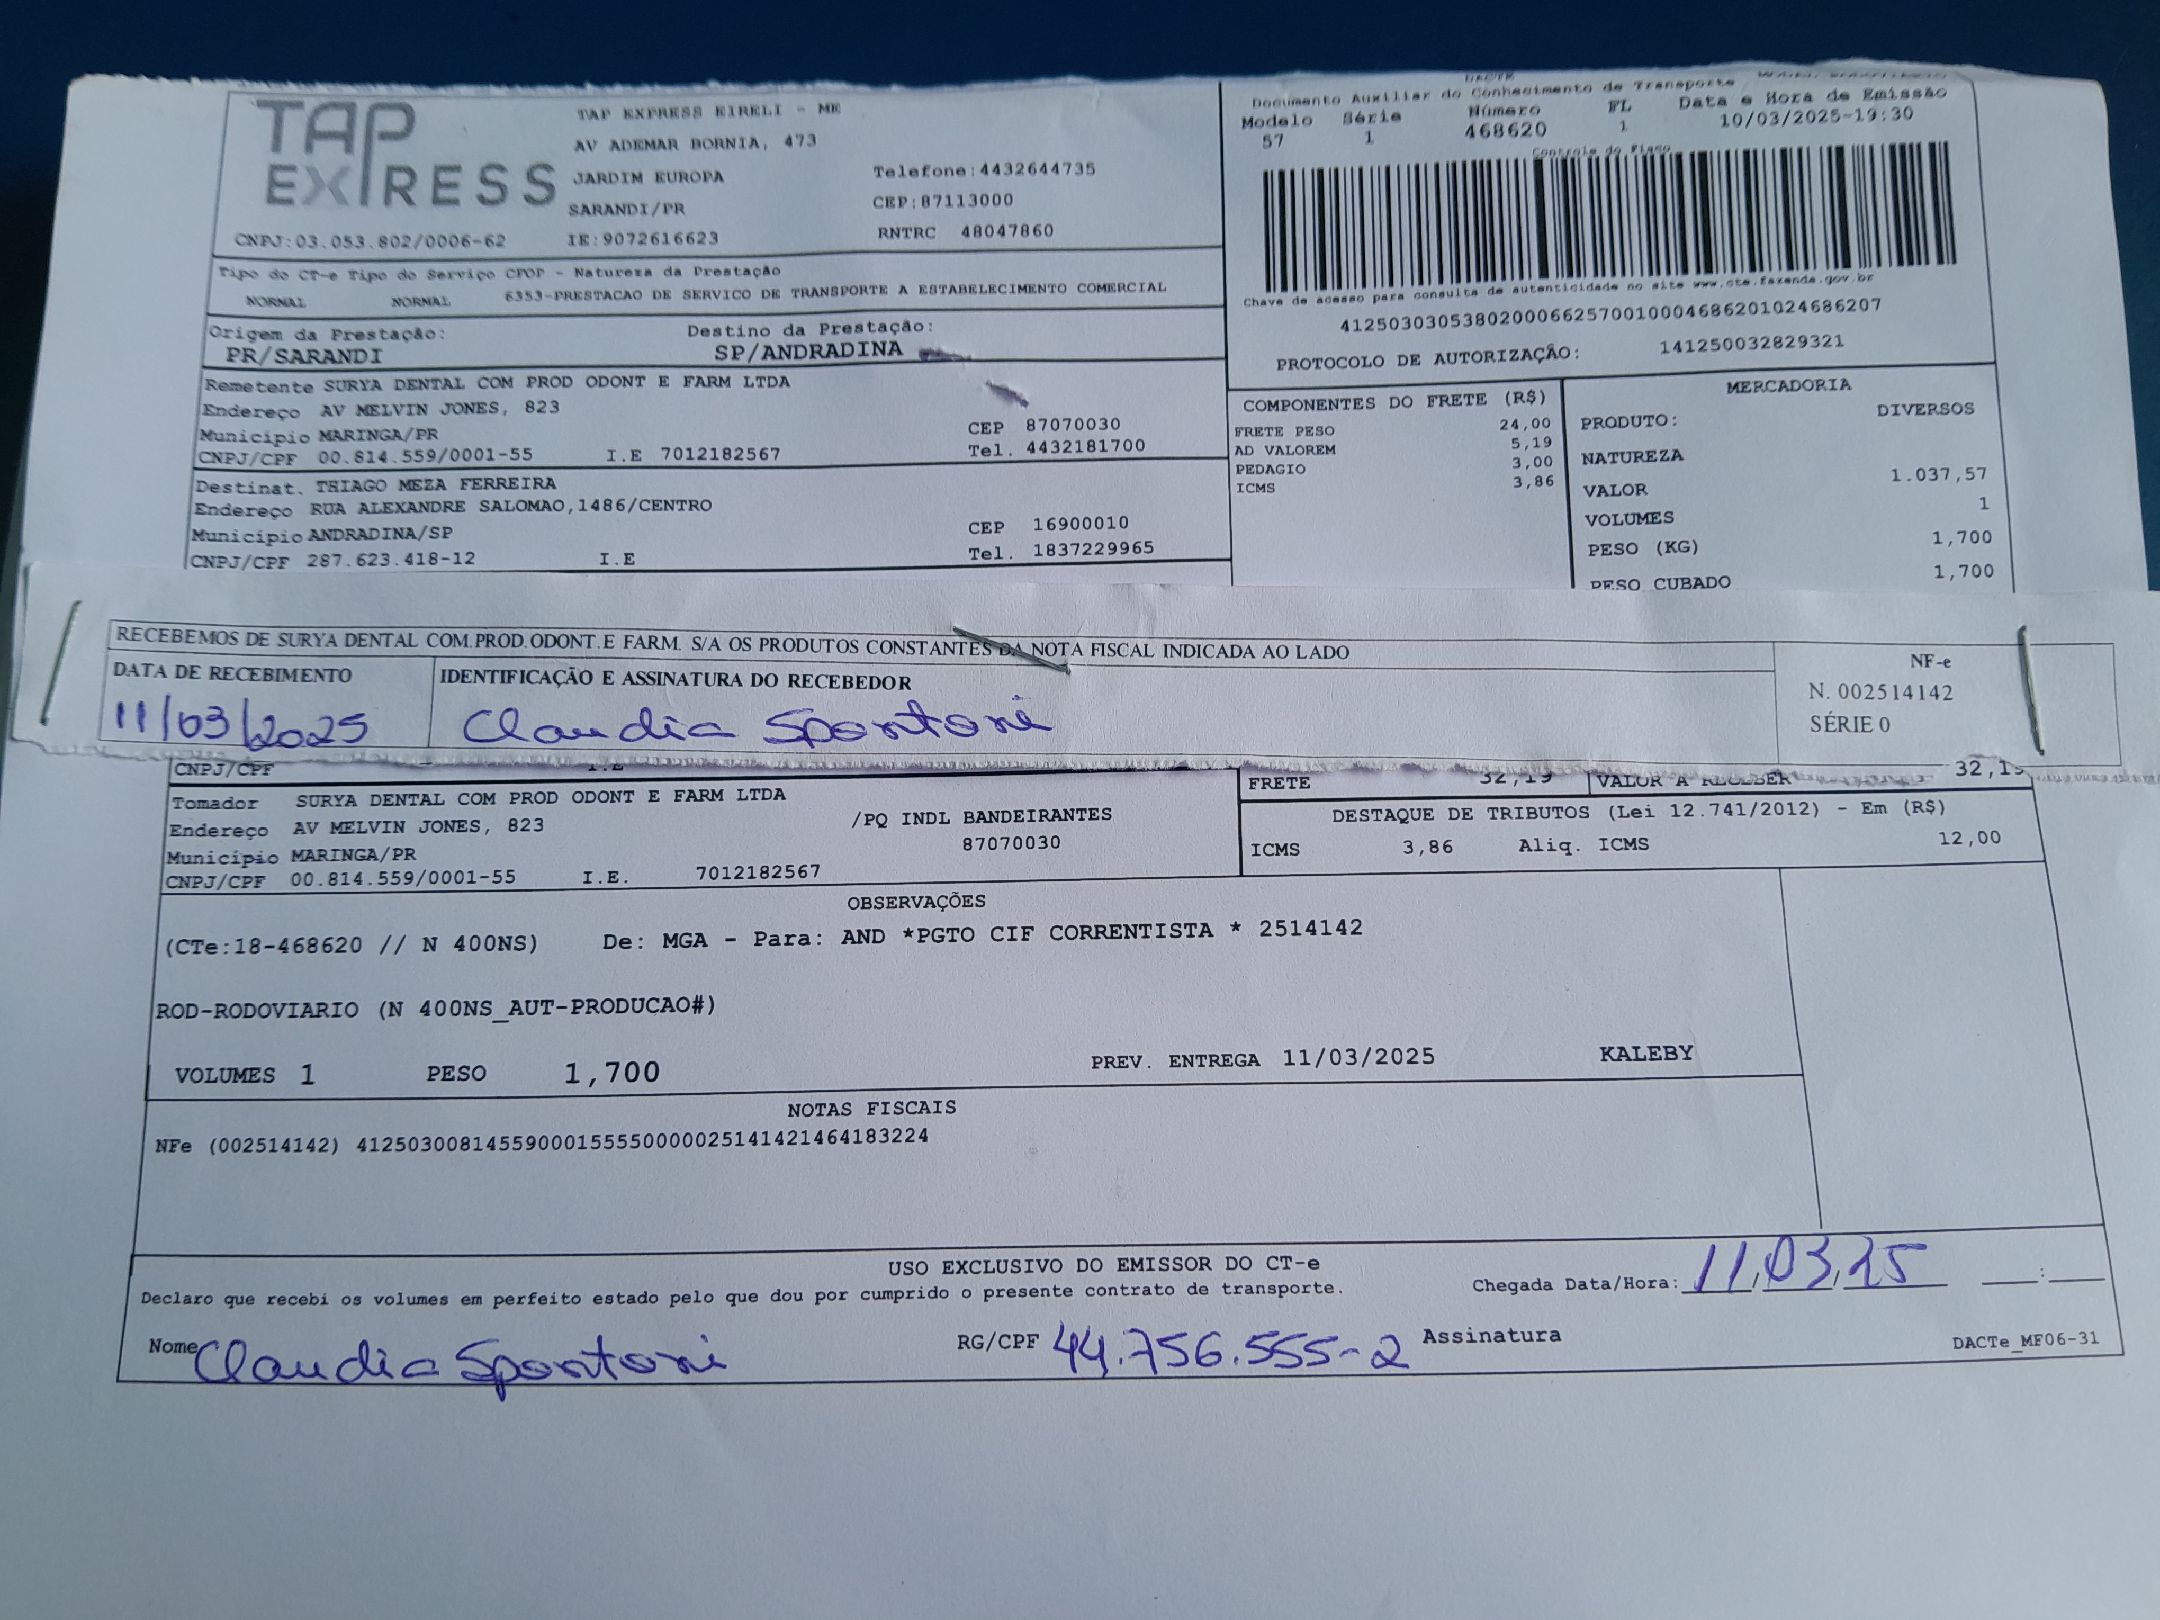 TAP EXPRESS
TAP EXPRESS EIRELI - ME
AV ADEMAR BORNIA, 473
JARDIM EUROPA
Telefone:4432644735
SARANDI/PR
CEP:87113000
CNPJ:03.053.802/0006-62
IE:9072616623
RNTRC 48047860
DACTE
Documento Auxiliar do Conhecimento de Transporte
Modelo Série Número FL Data e Hora de Emissão
57 1 468620 1 10/03/2025-19:30
Controle do Fisco
Chave de acesso para consulta de autenticidade no site www.cte.fazenda.gov.br
41250303053802000662570010004686201024686207
PROTOCOLO DE AUTORIZAÇÃO: 141250032829321
Tipo do CT-e Tipo do Serviço CFOP - Natureza da Prestação
NORMAL NORMAL 6353-PRESTACAO DE SERVICO DE TRANSPORTE A ESTABELECIMENTO COMERCIAL
Origem da Prestação: Destino da Prestação:
PR/SARANDI SP/ANDRADINA
Remetente SURYA DENTAL COM PROD ODONT E FARM LTDA
Endereço AV MELVIN JONES, 823
Município MARINGA/PR CEP 87070030
CNPJ/CPF 00.814.559/0001-55 I.E 7012182567 Tel. 4432181700
Destinat. THIAGO MEZA FERREIRA
Endereço RUA ALEXANDRE SALOMAO,1486/CENTRO
Município ANDRADINA/SP CEP 16900010
CNPJ/CPF 287.623.418-12 I.E Tel. 1837229965
COMPONENTES DO FRETE (R$)
FRETE PESO 24,00
AD VALOREM 5,19
PEDAGIO 3,00
ICMS 3,86
MERCADORIA
PRODUTO: DIVERSOS
NATUREZA
VALOR 1.037,57
VOLUMES 1
PESO (KG) 1,700
PESO CUBADO 1,700
RECEBEMOS DE SURYA DENTAL COM.PROD.ODONT.E FARM. S/A OS PRODUTOS CONSTANTES DA NOTA FISCAL INDICADA AO LADO
DATA DE RECEBIMENTO
11/03/2025
IDENTIFICAÇÃO E ASSINATURA DO RECEBEDOR
Claudia Spontoni
NF-e
N. 002514142
SÉRIE 0
CNPJ/CPF I.E
FRETE 32,19 VALOR A RECEBER 32,19
Tomador SURYA DENTAL COM PROD ODONT E FARM LTDA
Endereço AV MELVIN JONES, 823 /PQ INDL BANDEIRANTES
Município MARINGA/PR 87070030
CNPJ/CPF 00.814.559/0001-55 I.E. 7012182567
DESTAQUE DE TRIBUTOS (Lei 12.741/2012) - Em (R$)
ICMS 3,86 Aliq. ICMS 12,00
OBSERVAÇÕES
(CTe:18-468620 // N 400NS) De: MGA - Para: AND *PGTO CIF CORRENTISTA * 2514142
ROD-RODOVIARIO (N 400NS_AUT-PRODUCAO#)
VOLUMES 1 PESO 1,700 PREV. ENTREGA 11/03/2025 KALEBY
NOTAS FISCAIS
NFe (002514142) 41250300814559000155550000025141421464183224
USO EXCLUSIVO DO EMISSOR DO CT-e
Declaro que recebi os volumes em perfeito estado pelo que dou por cumprido o presente contrato de transporte. Chegada Data/Hora: 11/03/25 __:__
Nome Claudia Spontoni RG/CPF 44.756.555-2 Assinatura
DACTe_MF06-31